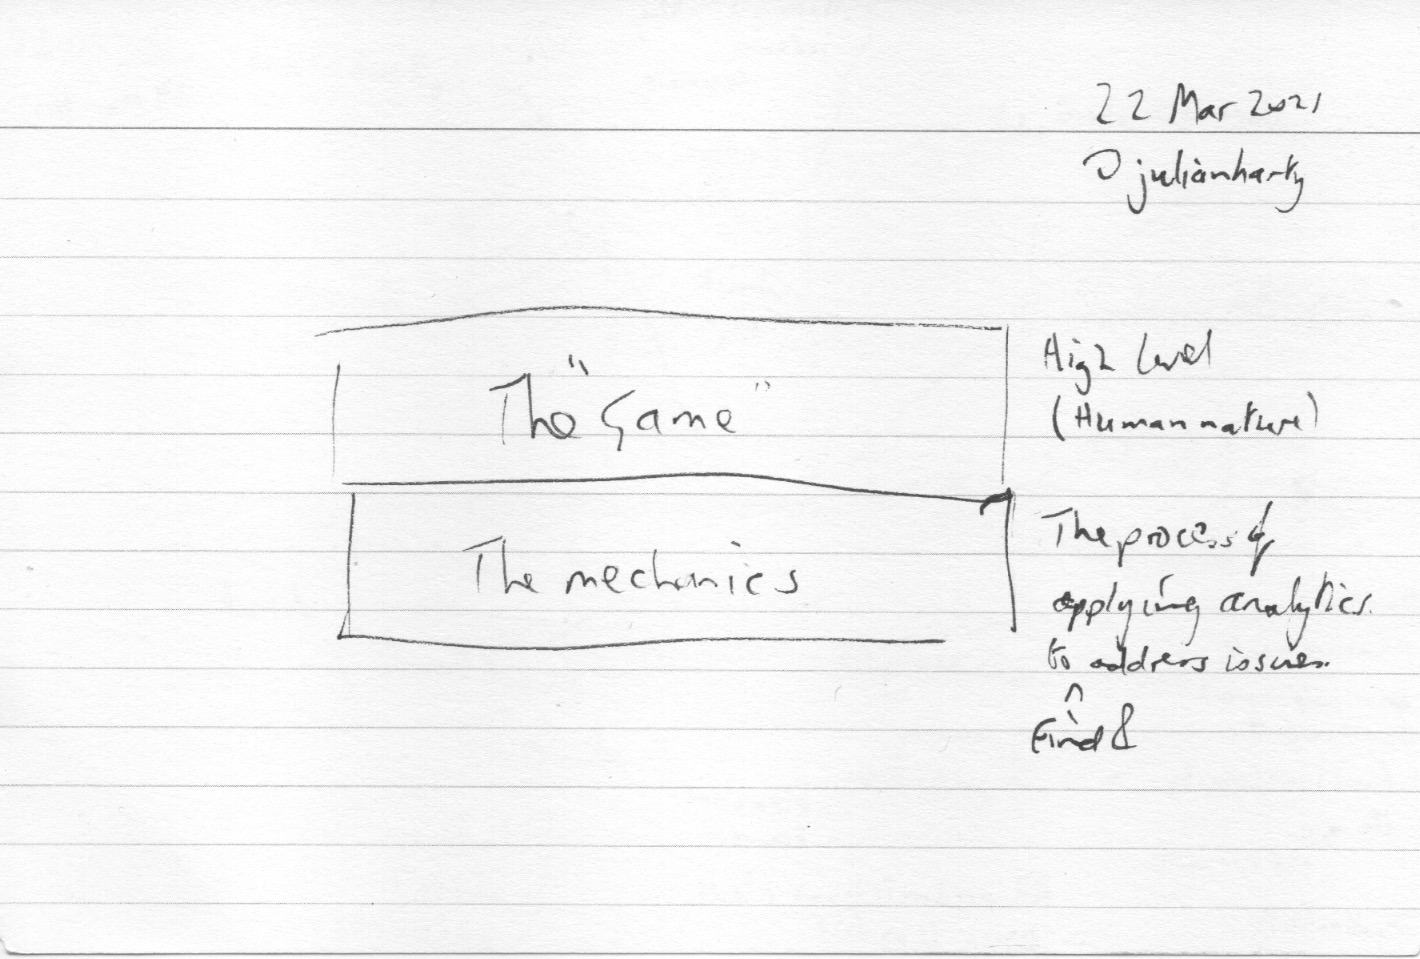 22 Mar 2021
@julianharty
The "Game"
High Level
(Human nature)
The mechanics
The process of
applying analytics
to address issues.
^
Find &